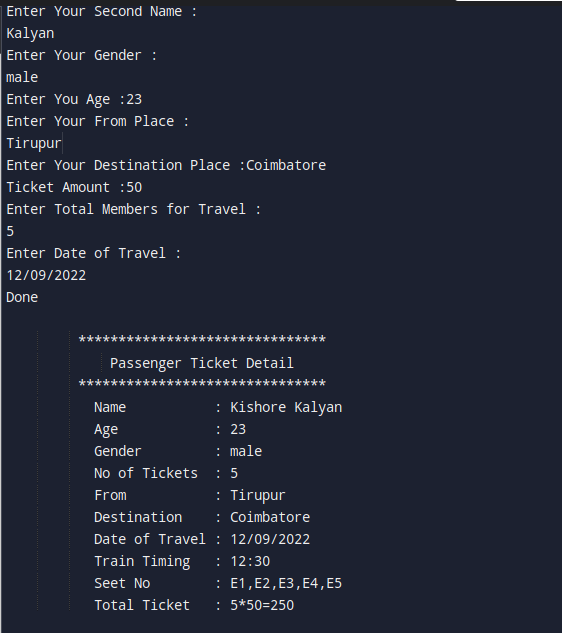 Enter Your Second Name :
Kalyan
Enter Your Gender :
male
Enter You Age :23
Enter Your From Place :
Tirupur
Enter Your Destination Place :Coimbatore
Ticket Amount :50
Enter Total Members for Travel :
5
Enter Date of Travel :
12/09/2022
Done
*******************************
Passenger Ticket Detail
*******************************
Name : Kishore Kalyan
Age : 23
Gender : male
No of Tickets : 5
From : Tirupur
Destination : Coimbatore
Date of Travel : 12/09/2022
Train Timing : 12:30
Seet No : E1,E2,E3,E4,E5
Total Ticket : 5*50=250